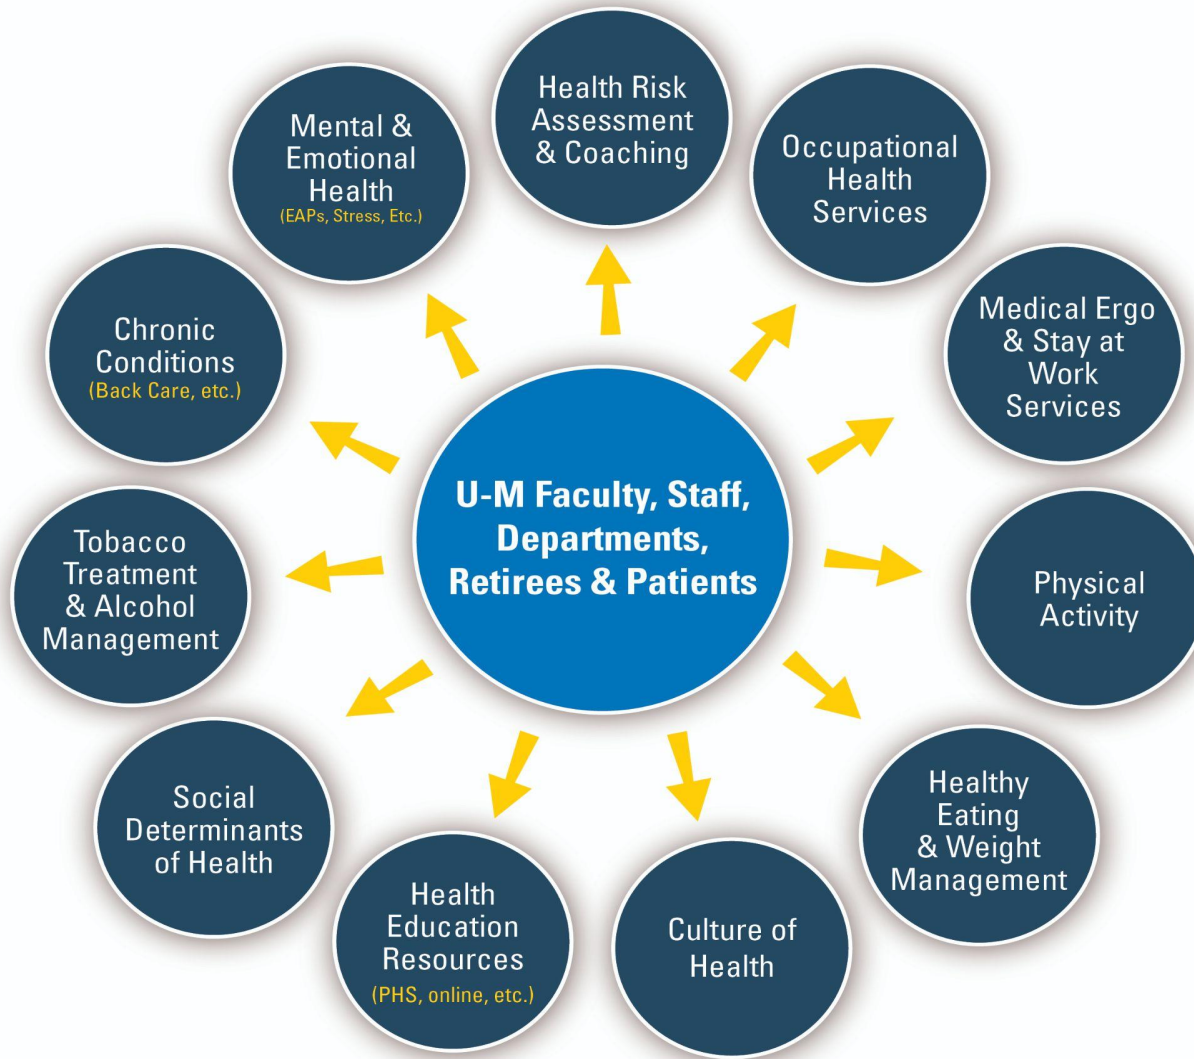 Health Risk
Assessment
& Coaching
Occupational
Health
Services
Medical Ergo
& Stay at
Work
Services
Physical
Activity
Healthy
Eating
& Weight
Management
Culture of
Health
Health
Education
Resources
(PHS, online, etc.)
Social
Determinants
of Health
Tobacco
Treatment
& Alcohol
Management
Chronic
Conditions
(Back Care, etc.)
Mental &
Emotional
Health
(EAPs, Stress, Etc.)
U-M Faculty, Staff,
Departments,
Retirees & Patients